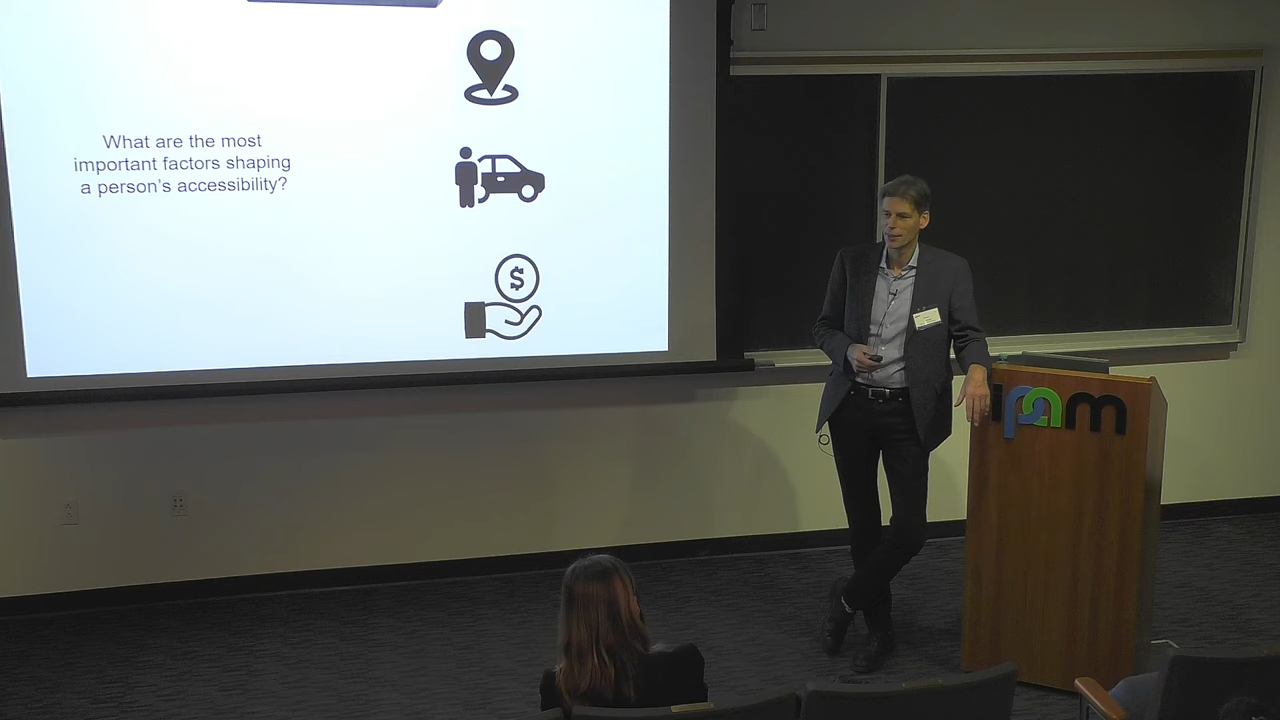 What are the most
important factors shaping
a person's accessibility?
$
ipam